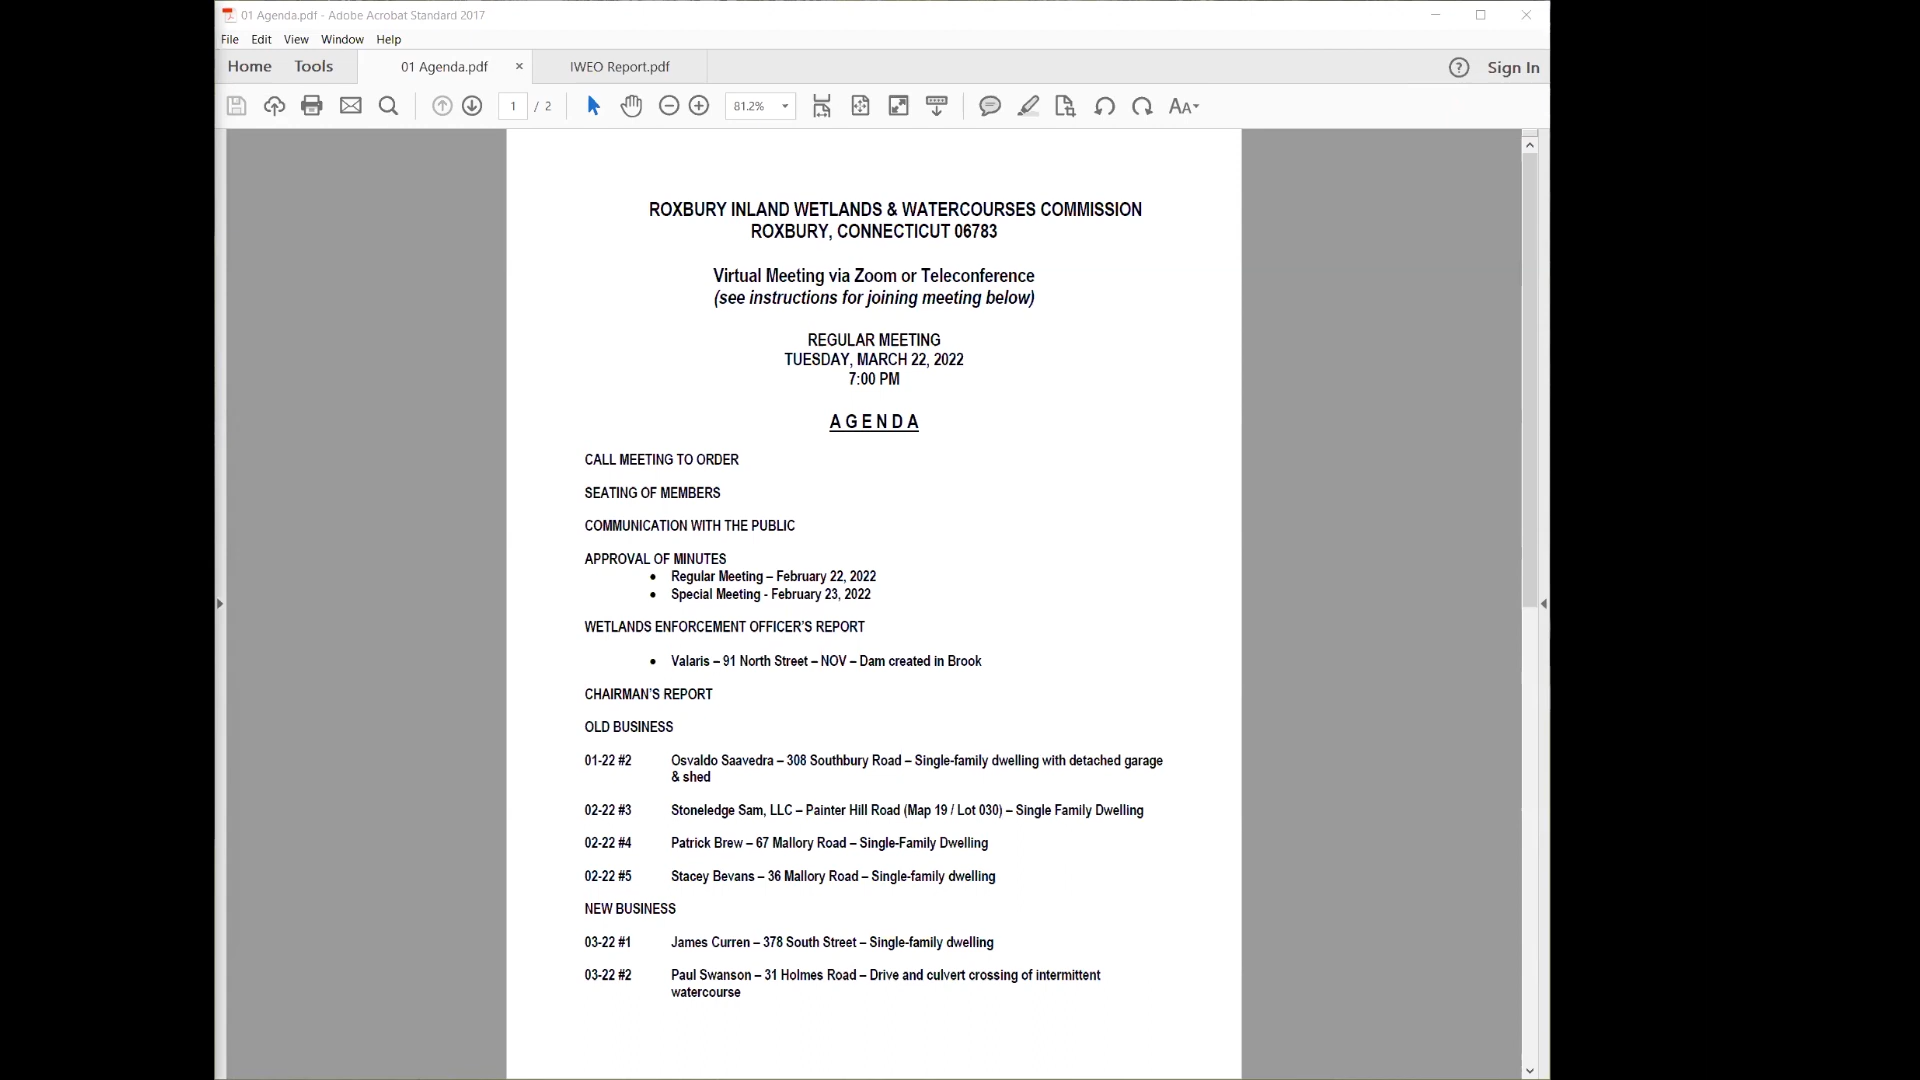 01 Agenda.pdf - Adobe Acrobat Standard 2017
File Edit View Window Help
Home Tools 01 Agenda.pdf × IWEO Report.pdf ? Sign In
1 / 2 81.2%
ROXBURY INLAND WETLANDS & WATERCOURSES COMMISSION
ROXBURY, CONNECTICUT 06783
Virtual Meeting via Zoom or Teleconference
(see instructions for joining meeting below)
REGULAR MEETING
TUESDAY, MARCH 22, 2022
7:00 PM
A G E N D A
CALL MEETING TO ORDER
SEATING OF MEMBERS
COMMUNICATION WITH THE PUBLIC
APPROVAL OF MINUTES
• Regular Meeting – February 22, 2022
• Special Meeting - February 23, 2022
WETLANDS ENFORCEMENT OFFICER'S REPORT
• Valaris – 91 North Street – NOV – Dam created in Brook
CHAIRMAN'S REPORT
OLD BUSINESS
01-22 #2 Osvaldo Saavedra – 308 Southbury Road – Single-family dwelling with detached garage
& shed
02-22 #3 Stoneledge Sam, LLC – Painter Hill Road (Map 19 / Lot 030) – Single Family Dwelling
02-22 #4 Patrick Brew – 67 Mallory Road – Single-Family Dwelling
02-22 #5 Stacey Bevans – 36 Mallory Road – Single-family dwelling
NEW BUSINESS
03-22 #1 James Curren – 378 South Street – Single-family dwelling
03-22 #2 Paul Swanson – 31 Holmes Road – Drive and culvert crossing of intermittent
watercourse